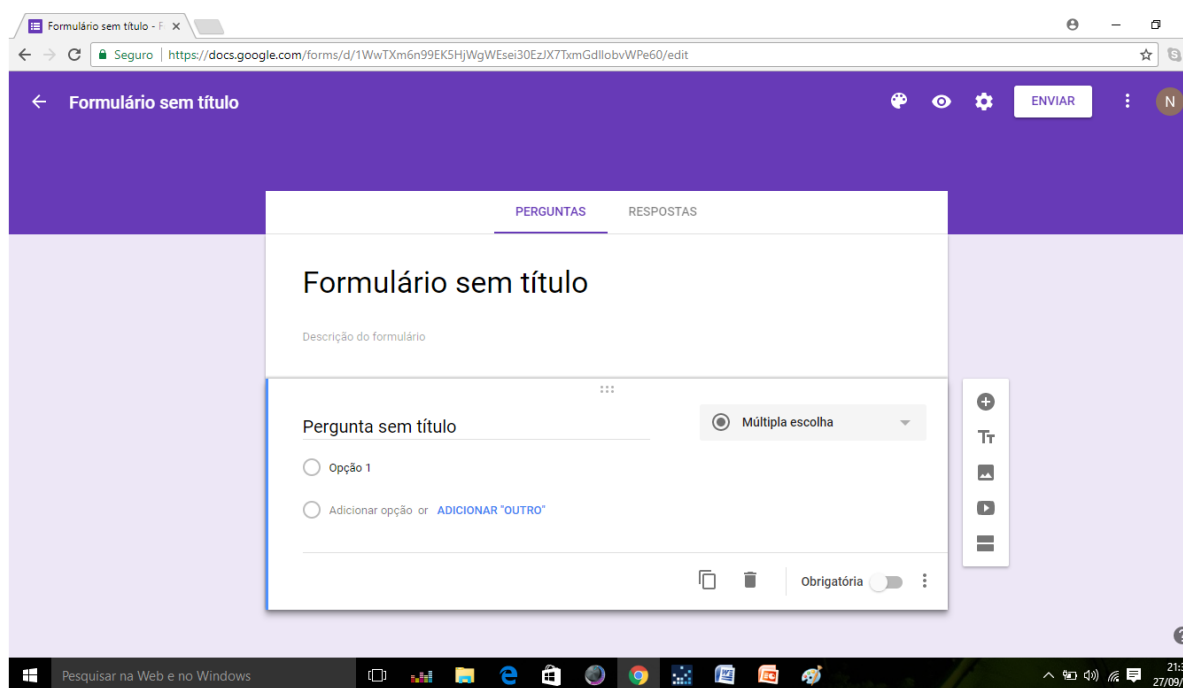 Formulário sem título - F
Seguro | https://docs.google.com/forms/d/1WwTXm6n99EK5HjWgWEsei30EzJX7TxmGdIlobvWPe60/edit
Formulário sem título
ENVIAR
N
PERGUNTAS RESPOSTAS
Formulário sem título
Descrição do formulário
Pergunta sem título
Múltipla escolha
Opção 1
Adicionar opção or ADICIONAR "OUTRO"
Obrigatória
Pesquisar na Web e no Windows
21:3
27/09/